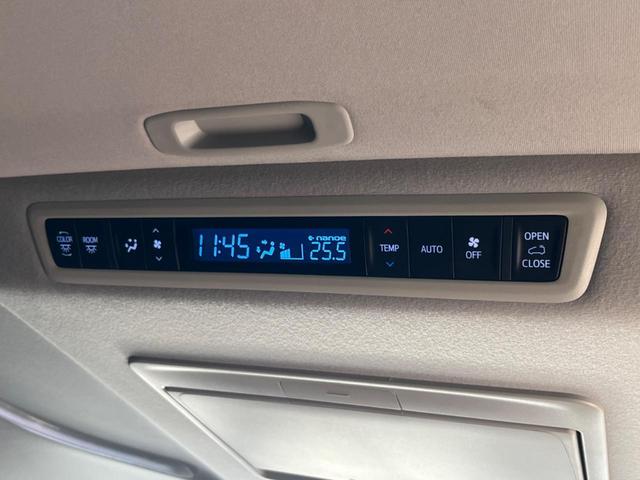 COLOR
ROOM
11:45
nanoe
25.5
TEMP
AUTO
OFF
OPEN
CLOSE